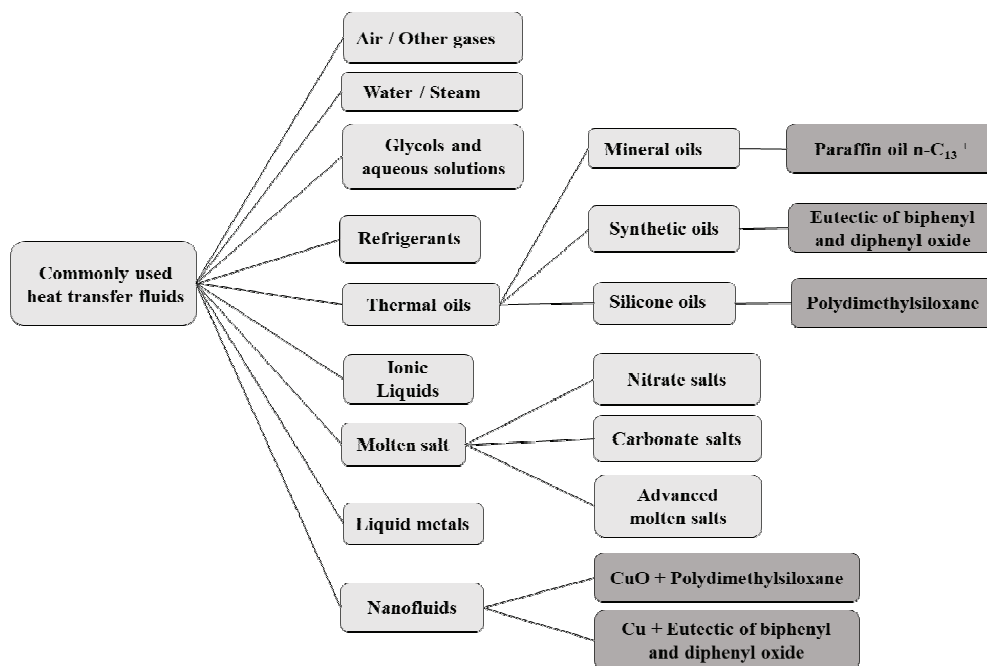 Commonly used
heat transfer fluids
Air / Other gases
Water / Steam
Glycols and
aqueous solutions
Refrigerants
Thermal oils
Ionic
Liquids
Molten salt
Liquid metals
Nanofluids
Mineral oils
Synthetic oils
Silicone oils
Nitrate salts
Carbonate salts
Advanced
molten salts
Paraffin oil n-C₁₃⁺
Eutectic of biphenyl
and diphenyl oxide
Polydimethylsiloxane
CuO + Polydimethylsiloxane
Cu + Eutectic of biphenyl
and diphenyl oxide